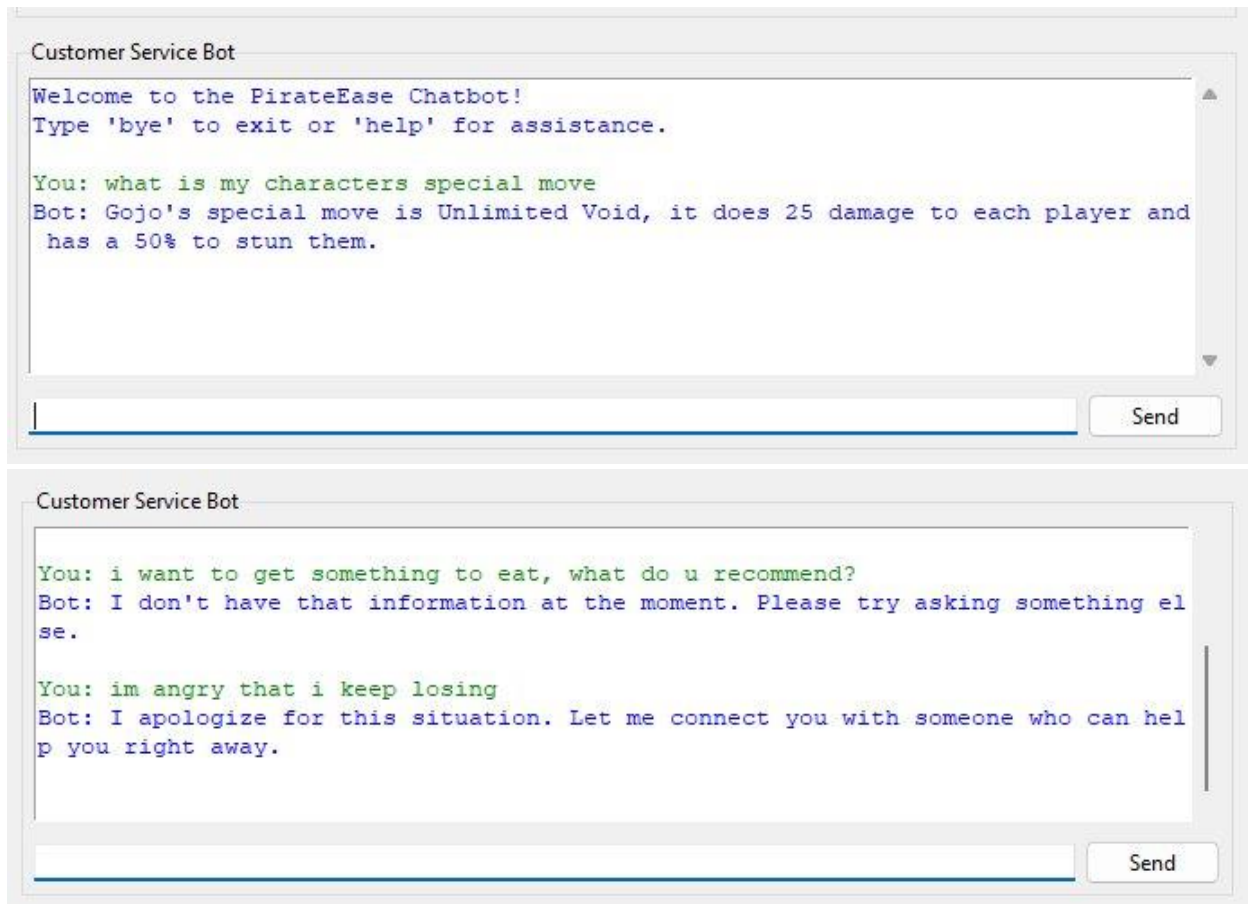 Customer Service Bot
Welcome to the PirateEase Chatbot!
Type 'bye' to exit or 'help' for assistance.
You: what is my characters special move
Bot: Gojo's special move is Unlimited Void, it does 25 damage to each player and
has a 50% to stun them.
Send
Customer Service Bot
You: i want to get something to eat, what do u recommend?
Bot: I don't have that information at the moment. Please try asking something el
se.
You: im angry that i keep losing
Bot: I apologize for this situation. Let me connect you with someone who can hel
p you right away.
Send